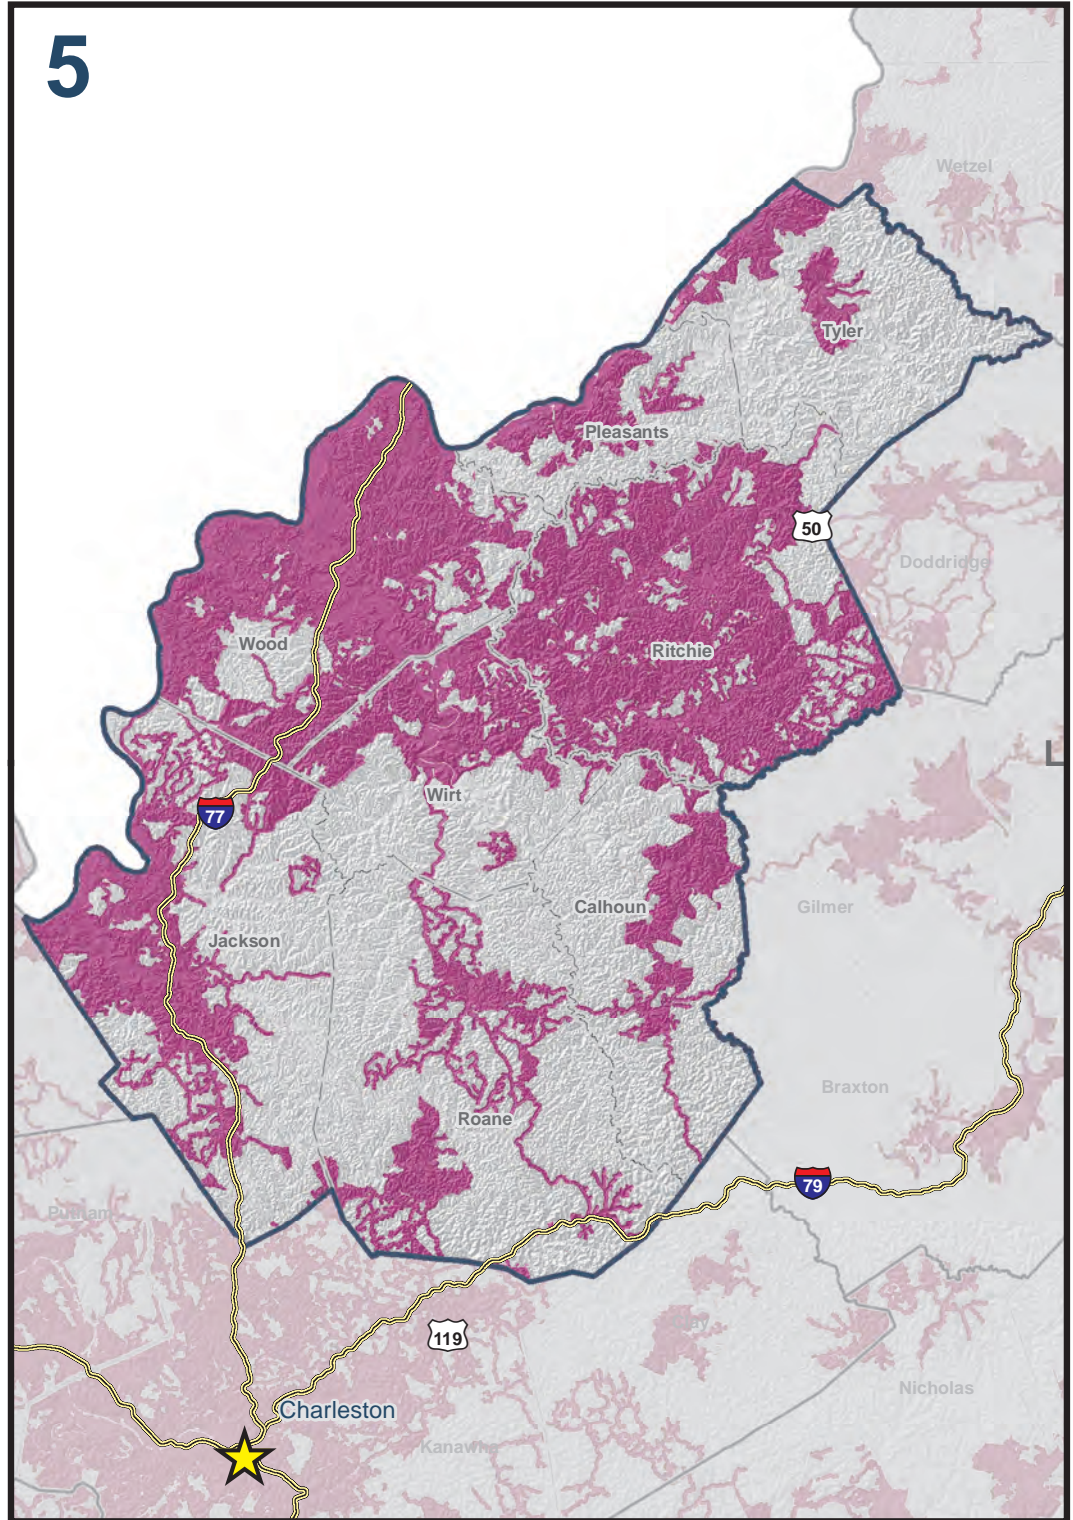 5
Wetzel
Tyler
Pleasants
50
Doddridge
Wood
Ritchie
L
Wirt
77
Calhoun
Gilmer
Jackson
Braxton
Roane
79
Putnam
119
Nicholas
Charleston
Kanawha